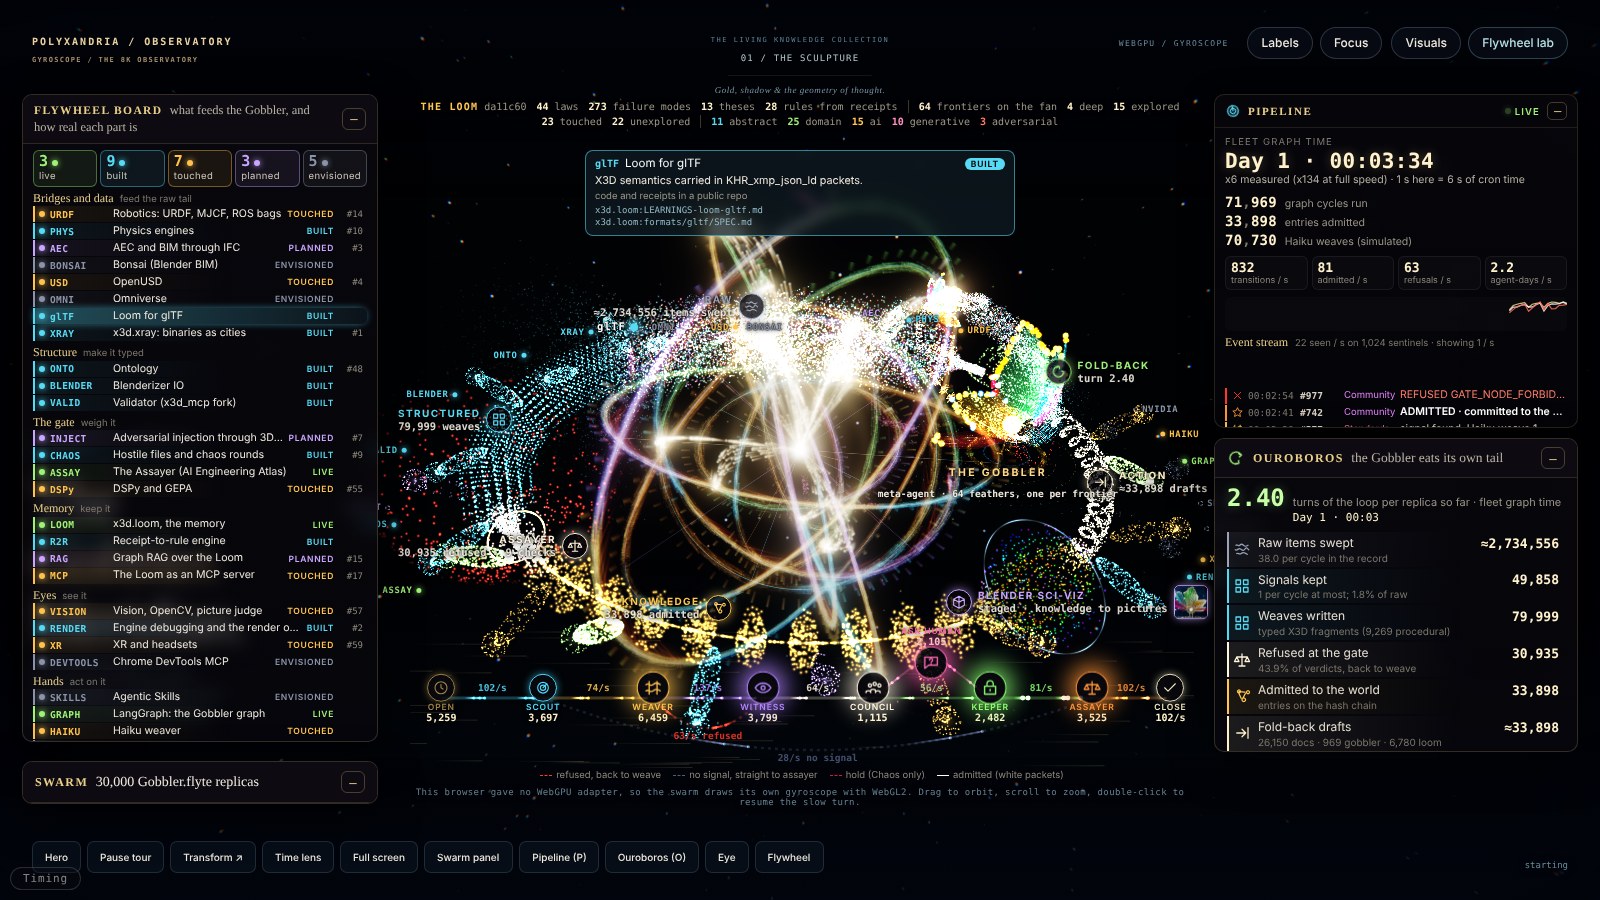 POLYXANDRIA / OBSERVATORY
GYROSCOPE / THE 8K OBSERVATORY
THE LIVING KNOWLEDGE COLLECTION
01 / THE SCULPTURE
Gold, shadow & the geometry of thought.
WEBGPU / GYROSCOPE
Labels
Focus
Visuals
Flywheel lab
THE LOOM da11c60 44 laws 273 failure modes 13 theses 28 rules from receipts 64 frontiers on the fan 4 deep 15 explored
23 touched 22 unexplored 11 abstract 25 domain 15 ai 10 generative 3 adversarial
FLYWHEEL BOARD what feeds the Gobbler, and
how real each part is
3 live
9 built
7 touched
3 planned
5 envisioned
Bridges and data feed the raw tail
URDF Robotics: URDF, MJCF, ROS bags TOUCHED #14
PHYS Physics engines BUILT #10
AEC AEC and BIM through IFC PLANNED #3
BONSAI Bonsai (Blender BIM) ENVISIONED
USD OpenUSD TOUCHED #4
OMNI Omniverse ENVISIONED
glTF Loom for glTF BUILT
XRAY x3d.xray: binaries as cities BUILT #1
Structure make it typed
ONTO Ontology BUILT #48
BLENDER Blenderizer IO BUILT
VALID Validator (x3d_mcp fork) BUILT
The gate weigh it
INJECT Adversarial injection through 3D... PLANNED #7
CHAOS Hostile files and chaos rounds BUILT #9
ASSAY The Assayer (AI Engineering Atlas) LIVE
DSPy DSPy and GEPA TOUCHED #55
Memory keep it
LOOM x3d.loom, the memory LIVE
R2R Receipt-to-rule engine BUILT
RAG Graph RAG over the Loom PLANNED #15
MCP The Loom as an MCP server TOUCHED #17
Eyes see it
VISION Vision, OpenCV, picture judge TOUCHED #57
RENDER Engine debugging and the render o... BUILT #2
XR XR and headsets TOUCHED #59
DEVTOOLS Chrome DevTools MCP ENVISIONED
Hands act on it
SKILLS Agentic Skills ENVISIONED
GRAPH LangGraph: the Gobbler graph LIVE
HAIKU Haiku weaver TOUCHED
SWARM 30,000 Gobbler.flyte replicas
glTF Loom for glTF BUILT
X3D semantics carried in KHR_xmp_json_ld packets.
code and receipts in a public repo
x3d.loom:LEARNINGS-loom-gltf.md
x3d.loom:formats/gltf/SPEC.md
RAW
≈2,734,556 items swept
glTF OMNI USD BONSAI
AEC
PHYS
URDF
XRAY
ONTO
BLENDER
STRUCTURED
79,999 weaves
FOLD-BACK
turn 2.40
NVIDIA
HAIKU
THE GOBBLER
meta-agent · 64 feathers, one per frontier
ACTION
≈33,898 drafts
ASSAYER
ASSAY
KNOWLEDGE
33,898 admitted
BLENDER SCI-VIZ
staged knowledge to pictures
OPEN
5,259
102/s
SCOUT
3,697
74/s
WEAVER
6,459
WITNESS
3,799
64/s
COUNCIL
1,115
56/s
KEEPER
2,482
81/s
ASSAYER
3,525
102/s
CLOSE
102/s
63/s refused
28/s no signal
refused, back to weave
no signal, straight to assayer
hold (Chaos only)
admitted (white packets)
This browser gave no WebGPU adapter, so the swarm draws its own gyroscope with WebGL2. Drag to orbit, scroll to zoom, double-click to
resume the slow turn.
PIPELINE LIVE
FLEET GRAPH TIME
Day 1 · 00:03:34
x6 measured (x134 at full speed) · 1 s here = 6 s of cron time
71,969 graph cycles run
33,898 entries admitted
70,730 Haiku weaves (simulated)
832 transitions / s
81 admitted / s
63 refusals / s
2.2 agent-days / s
Event stream 22 seen / s on 1,024 sentinels · showing 1 / s
00:02:54 #977 Community REFUSED GATE_NODE_FORBID...
00:02:41 #742 Community ADMITTED · committed to the ...
OUROBOROS the Gobbler eats its own tail
2.40 turns of the loop per replica so far · fleet graph time
Day 1 · 00:03
Raw items swept ≈2,734,556
38.0 per cycle in the record
Signals kept 49,858
1 per cycle at most; 1.8% of raw
Weaves written 79,999
typed X3D fragments (9,269 procedural)
Refused at the gate 30,935
43.9% of verdicts, back to weave
Admitted to the world 33,898
entries on the hash chain
Fold-back drafts ≈33,898
26,150 docs · 969 gobbler · 6,780 loom
Hero
Pause tour
Transform ↗
Time lens
Full screen
Swarm panel
Pipeline (P)
Ouroboros (O)
Eye
Flywheel
Timing
starting